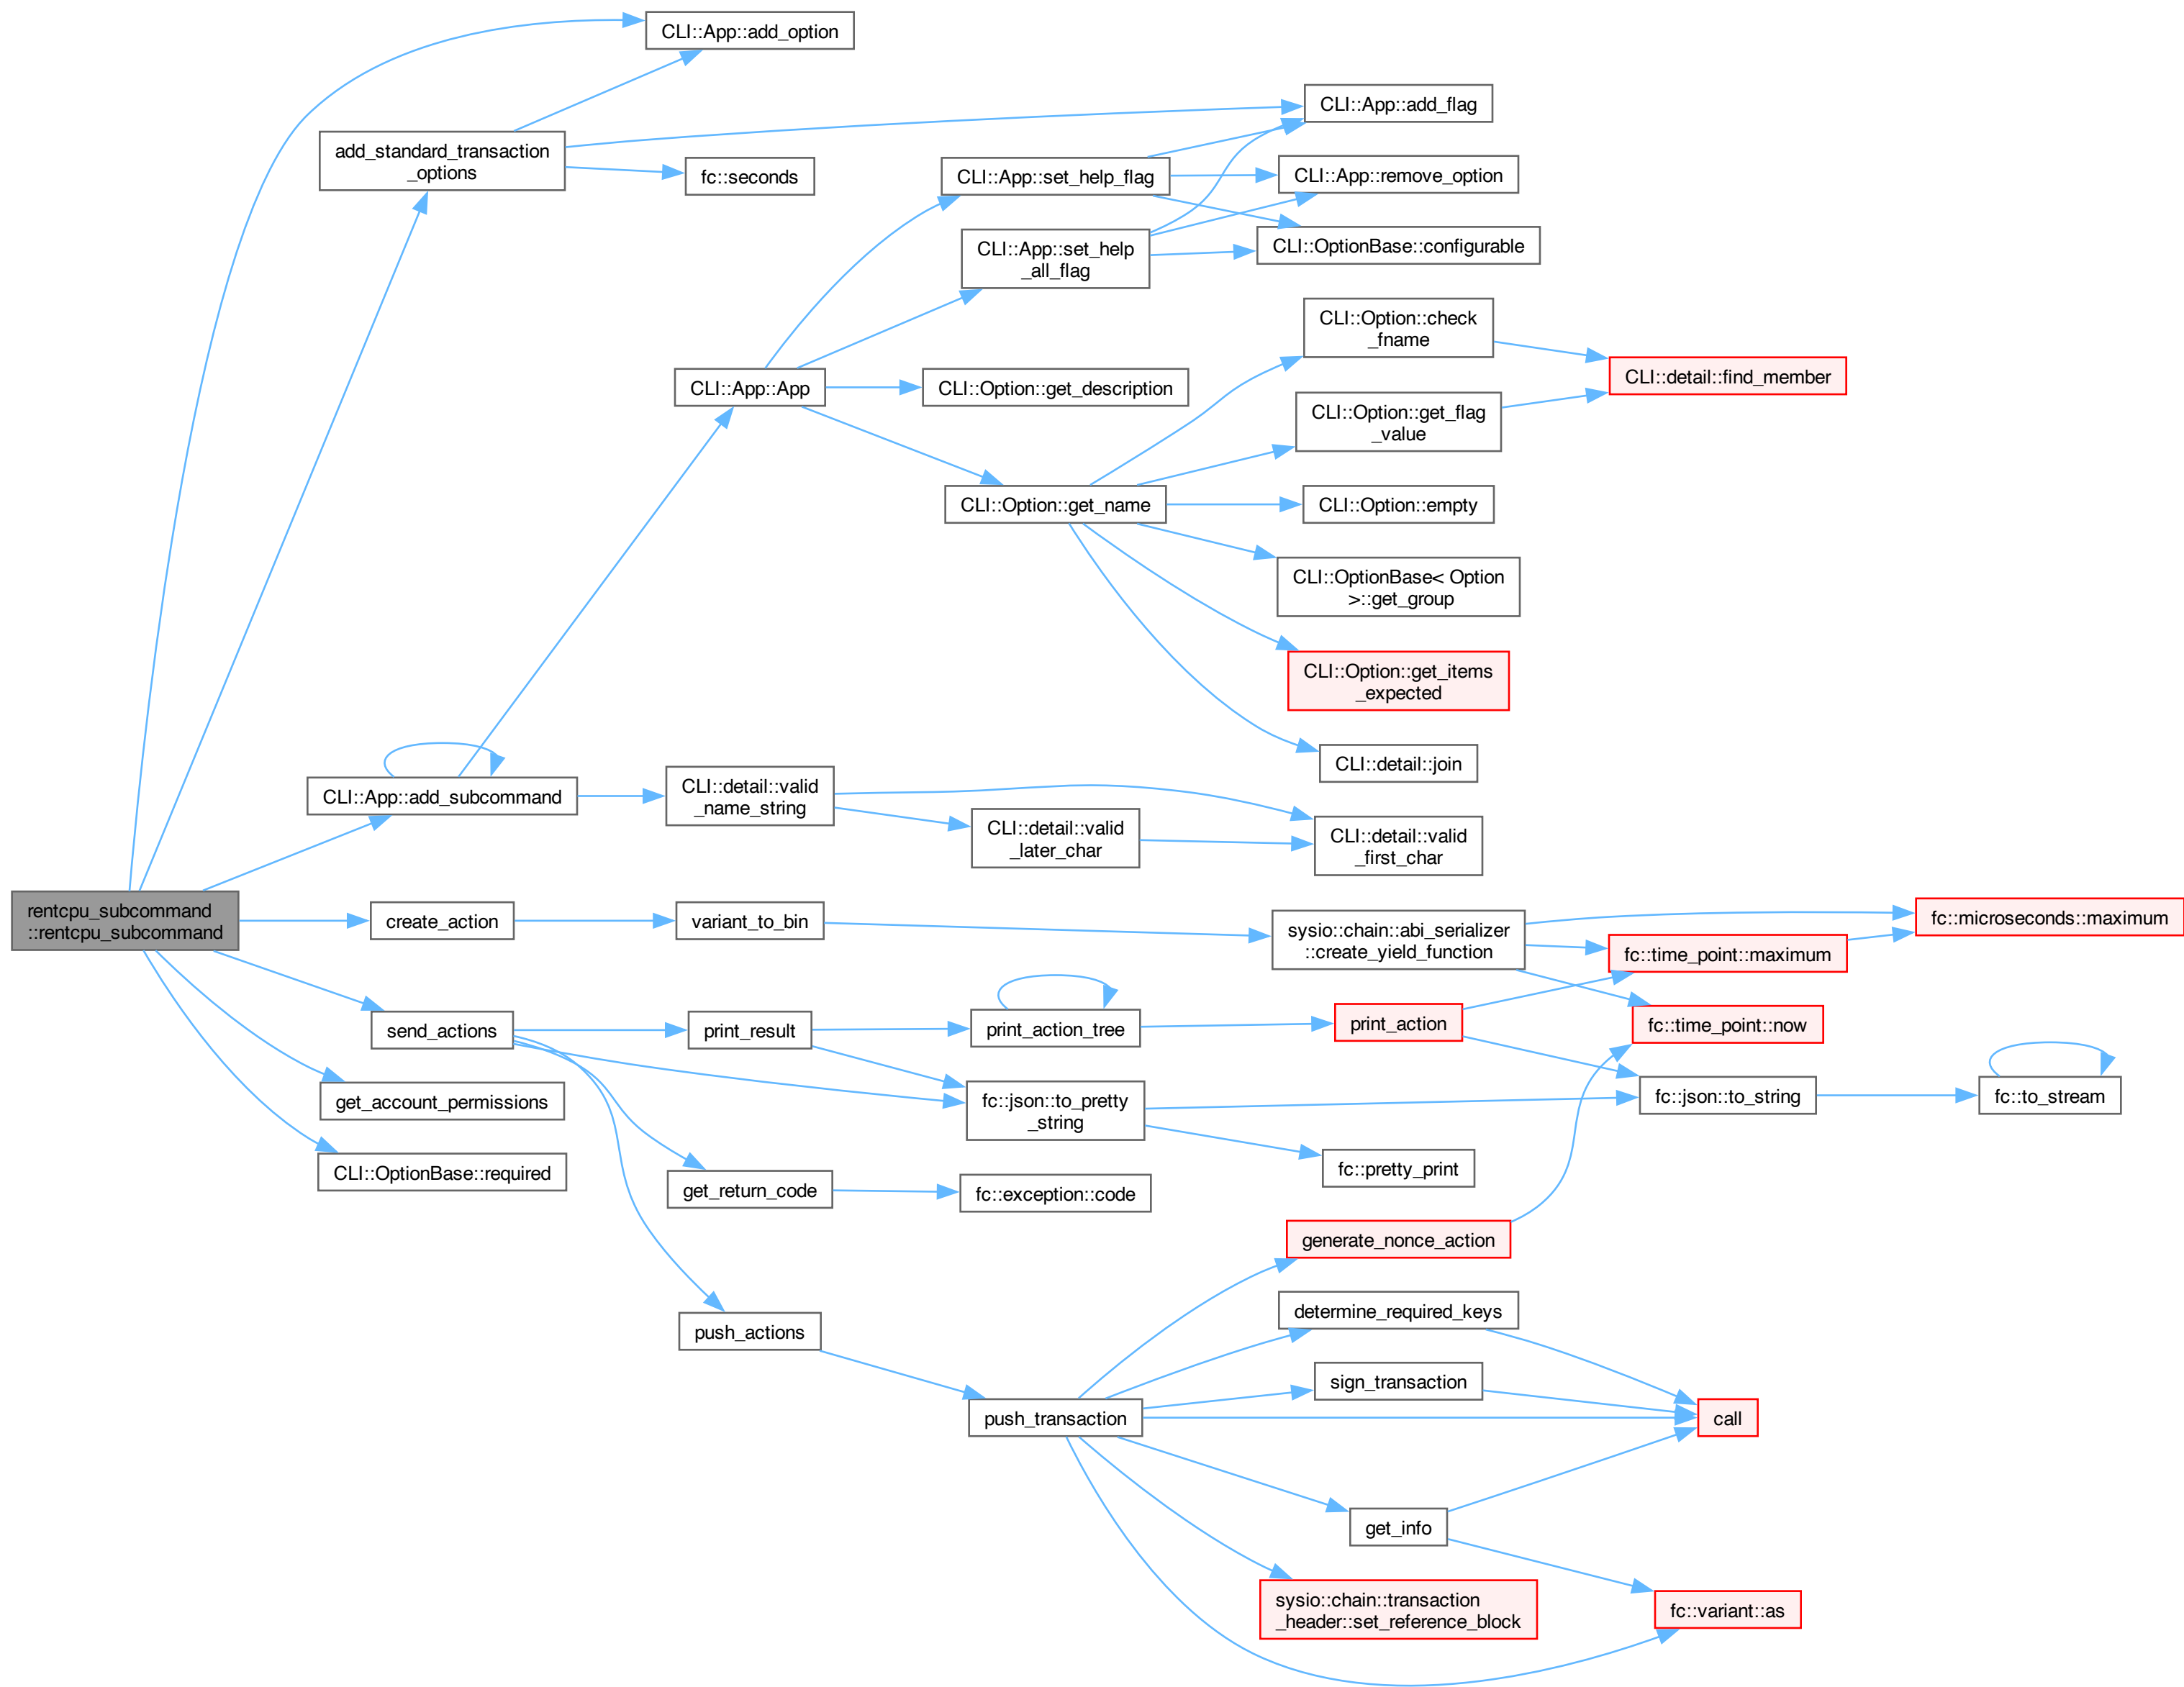 rentcpu_subcommand
::rentcpu_subcommand
CLI::App::add_option
add_standard_transaction
_options
CLI::App::add_flag
fc::seconds
CLI::App::add_subcommand
CLI::App::App
CLI::App::set_help_flag
CLI::App::remove_option
CLI::OptionBase::configurable
CLI::App::set_help
_all_flag
CLI::Option::get_description
CLI::Option::get_name
CLI::Option::check
_fname
CLI::detail::find_member
CLI::Option::get_flag
_value
CLI::Option::empty
CLI::OptionBase< Option
>::get_group
CLI::Option::get_items
_expected
CLI::detail::join
CLI::detail::valid
_name_string
CLI::detail::valid
_later_char
CLI::detail::valid
_first_char
create_action
variant_to_bin
sysio::chain::abi_serializer
::create_yield_function
fc::microseconds::maximum
fc::time_point::maximum
fc::time_point::now
send_actions
print_result
print_action_tree
print_action
fc::json::to_pretty
_string
fc::json::to_string
fc::to_stream
fc::pretty_print
get_return_code
fc::exception::code
push_actions
push_transaction
generate_nonce_action
determine_required_keys
sign_transaction
call
get_info
sysio::chain::transaction
_header::set_reference_block
fc::variant::as
get_account_permissions
CLI::OptionBase::required